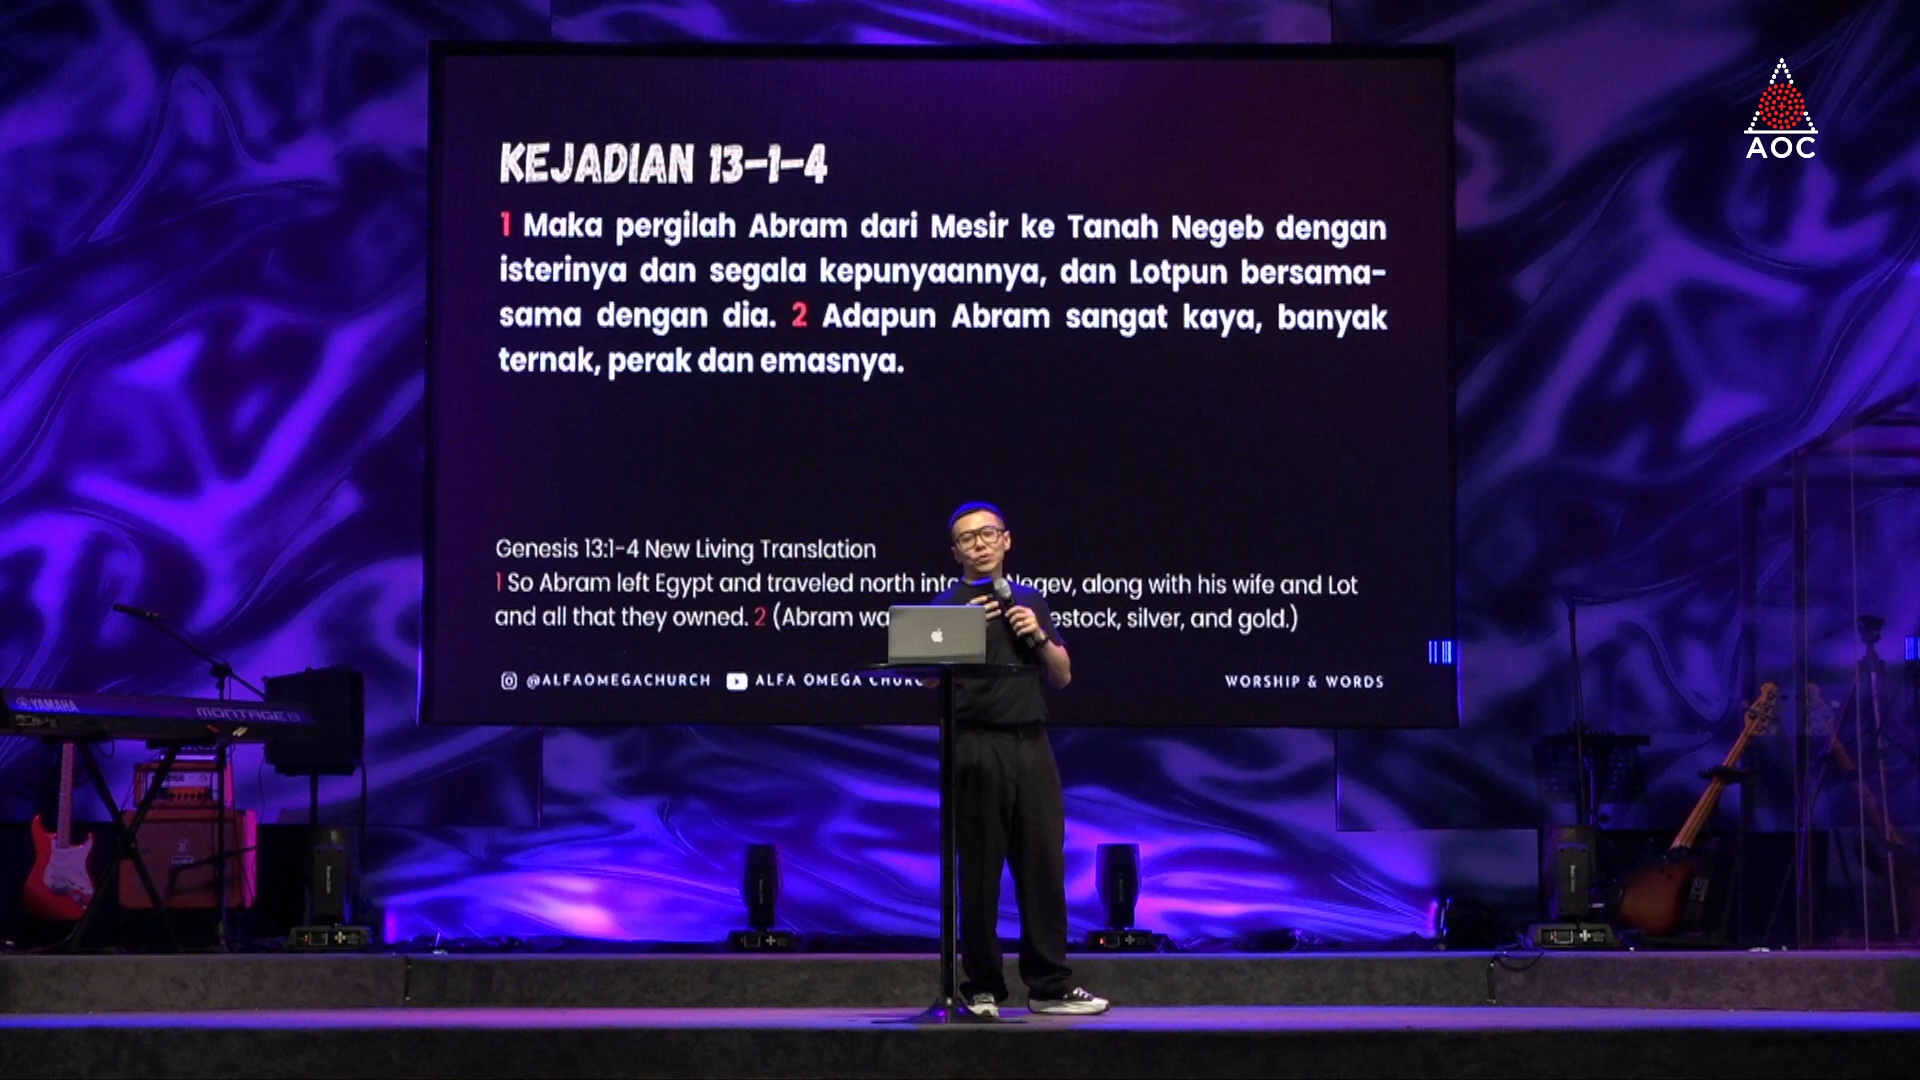 AOC
KEJADIAN 13-1-4
1 Maka pergilah Abram dari Mesir ke Tanah Negeb dengan
isterinya dan segala kepunyaannya, dan Lotpun bersama-
sama dengan dia. 2 Adapun Abram sangat kaya, banyak
ternak, perak dan emasnya.
Genesis 13:1-4 New Living Translation
1 So Abram left Egypt and traveled north Negev, along with his wife and Lot
and all that they owned. 2 (Abram silver, and gold.)
@ALFAOMEGACHURCH ALFA OMEGA
WORSHIP & WORDS
YAMAHA
MONTAGE